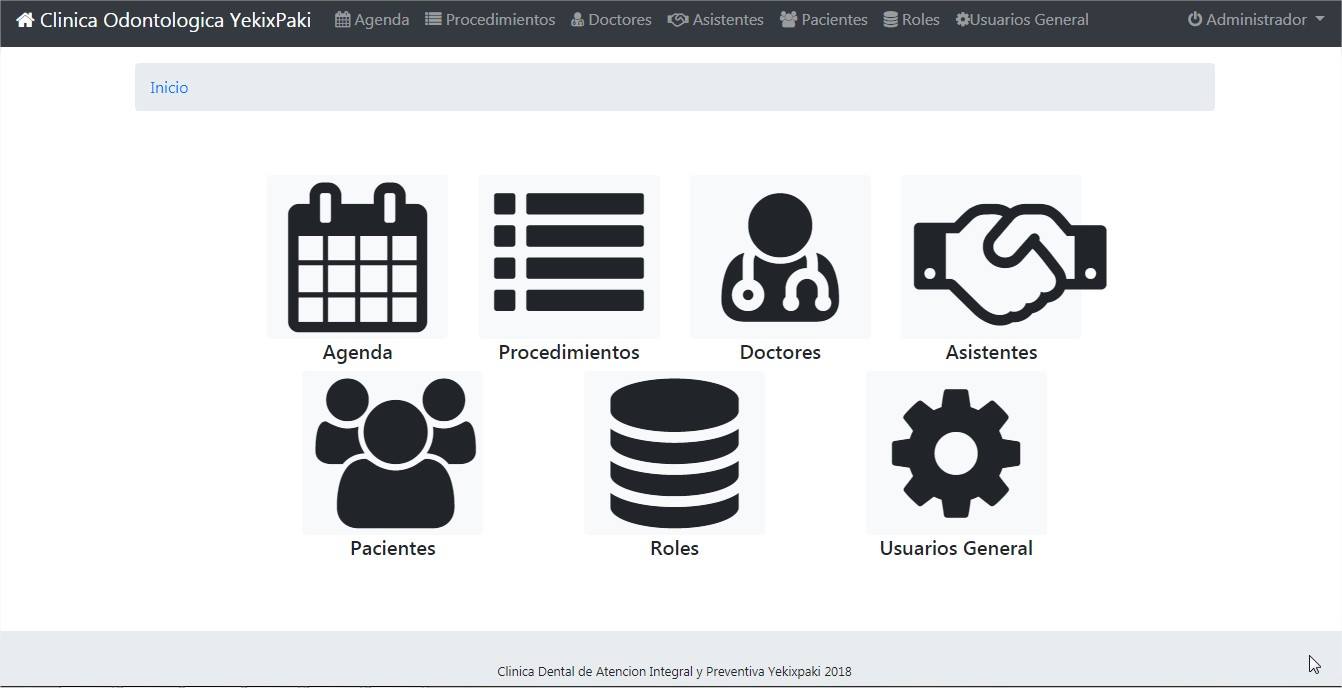 Clinica Odontologica YekixPaki Agenda Procedimientos Doctores Asistentes Pacientes Roles Usuarios General Administrador
Inicio
Agenda Procedimientos Doctores Asistentes
Pacientes Roles Usuarios General
Clinica Dental de Atencion Integral y Preventiva Yekixpaki 2018